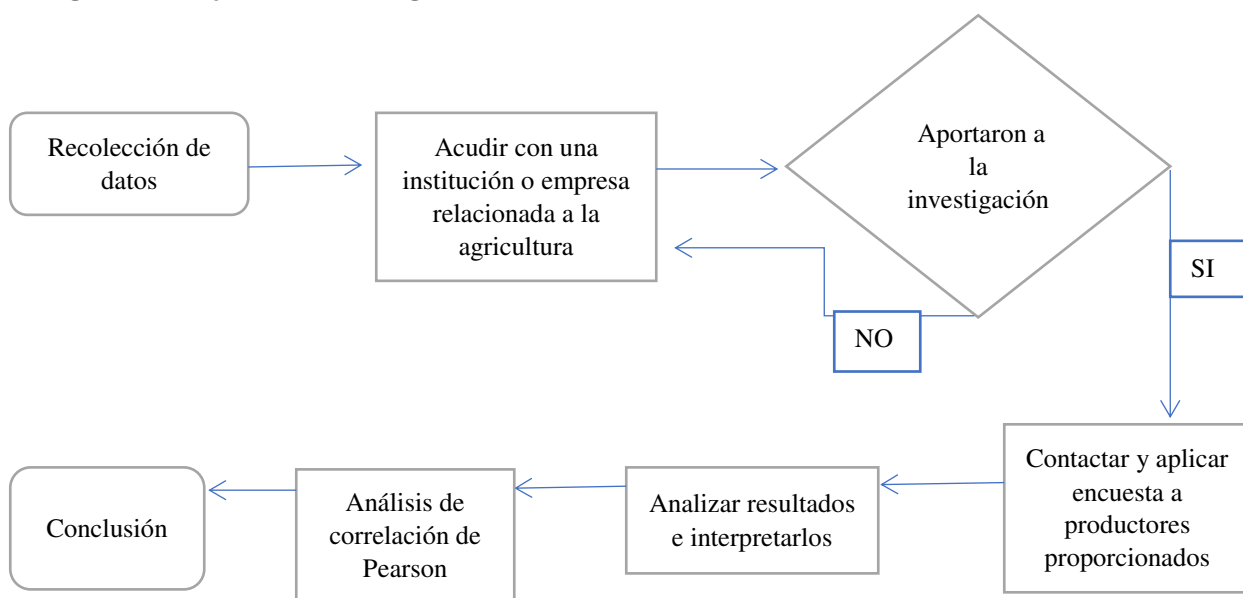 Recolección de
datos
Acudir con una
institución o empresa
relacionada a la
agricultura
Aportaron a
la
investigación
SI
NO
Contactar y aplicar
encuesta a
productores
proporcionados
Analizar resultados
e interpretarlos
Análisis de
correlación de
Pearson
Conclusión